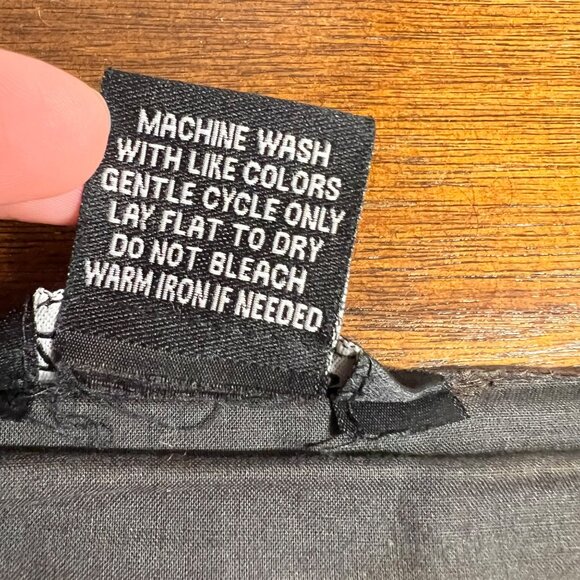 MACHINE WASH
WITH LIKE COLORS
GENTLE CYCLE ONLY
LAY FLAT TO DRY
DO NOT BLEACH
WARM IRON IF NEEDED